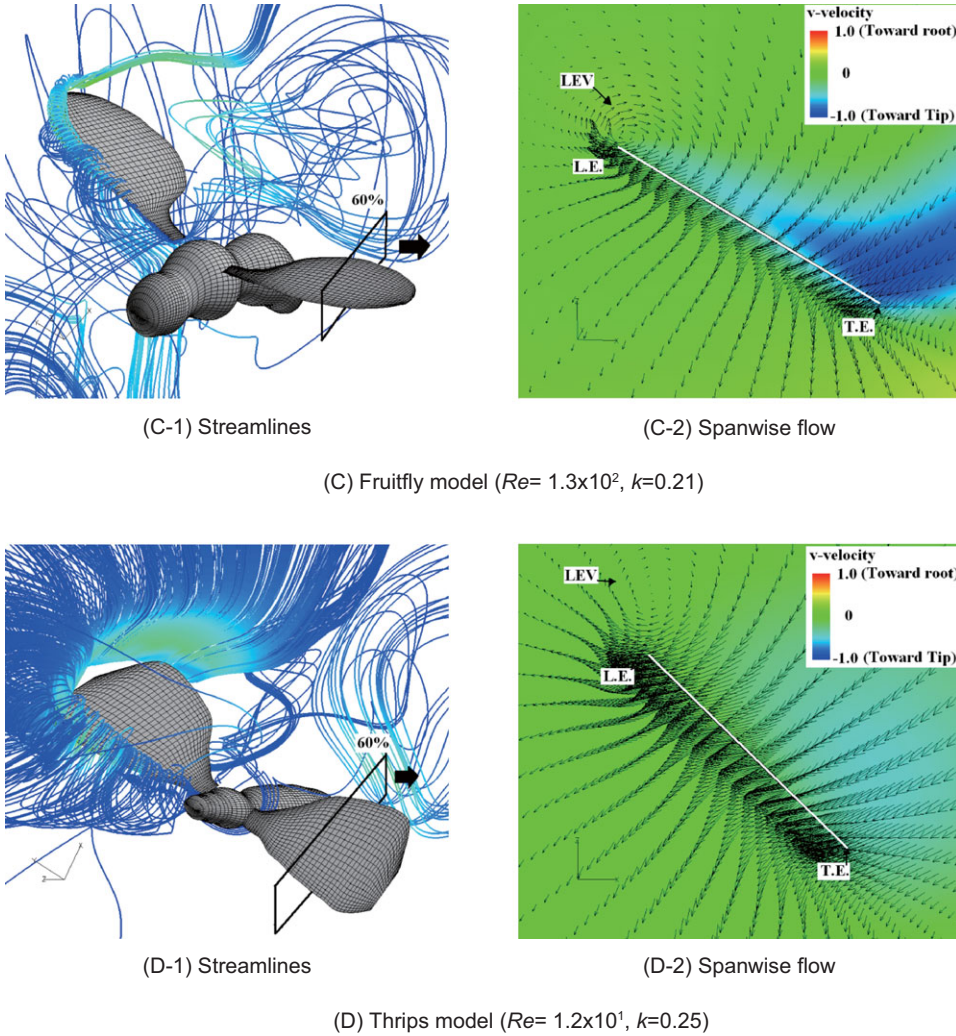 60%
v-velocity
1.0 (Toward root)
0
-1.0 (Toward Tip)
LEV
L.E.
T.E.
(C-1) Streamlines
(C-2) Spanwise flow
(C) Fruitfly model (Re= 1.3x10², k=0.21)
60%
v-velocity
1.0 (Toward root)
0
-1.0 (Toward Tip)
LEV
L.E.
T.E.
(D-1) Streamlines
(D-2) Spanwise flow
(D) Thrips model (Re= 1.2x10¹, k=0.25)